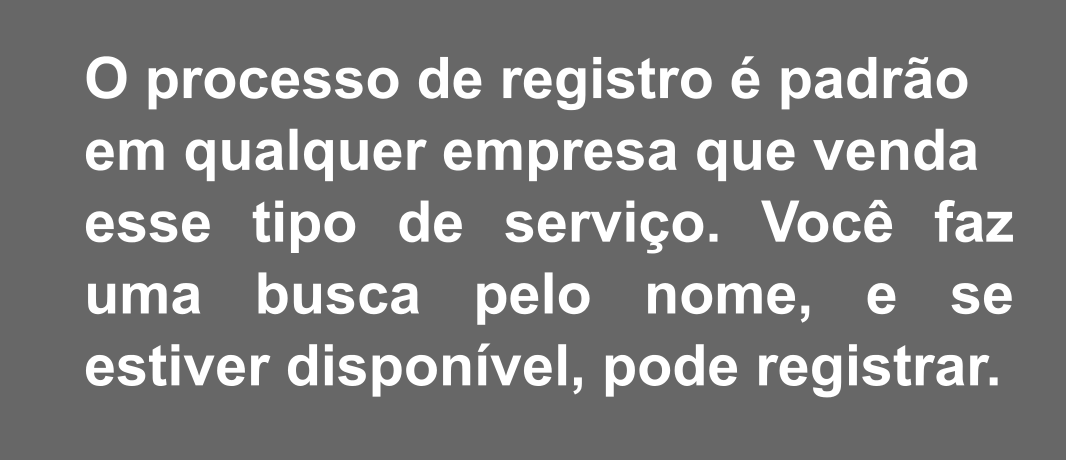 O processo de registro é padrão
em qualquer empresa que venda
esse tipo de serviço. Você faz
uma busca pelo nome, e se
estiver disponível, pode registrar.